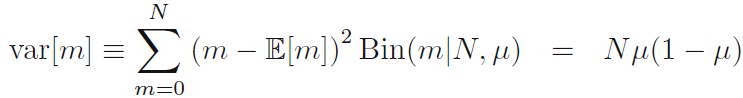 var[m] ≡ ∑_{m=0}^{N} (m − 𝔼[m])² Bin(m|N, μ) = Nμ(1 − μ)